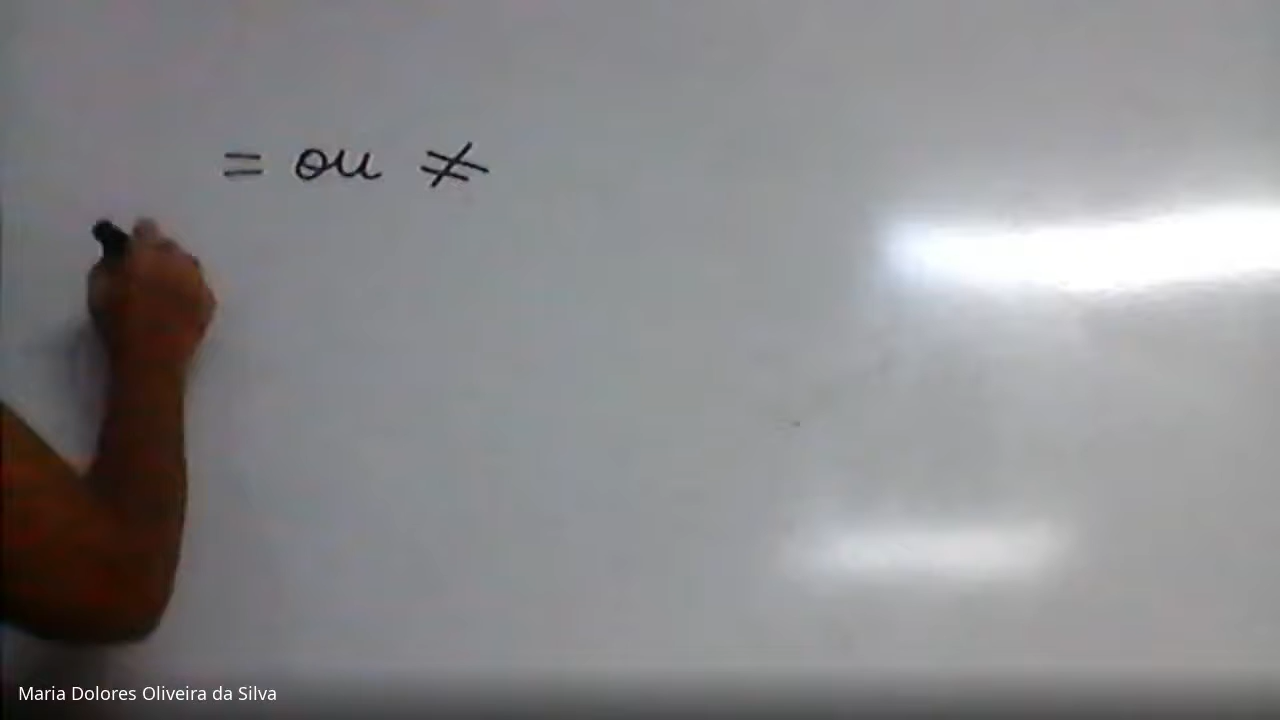 = ou ≠
Maria Dolores Oliveira da Silva